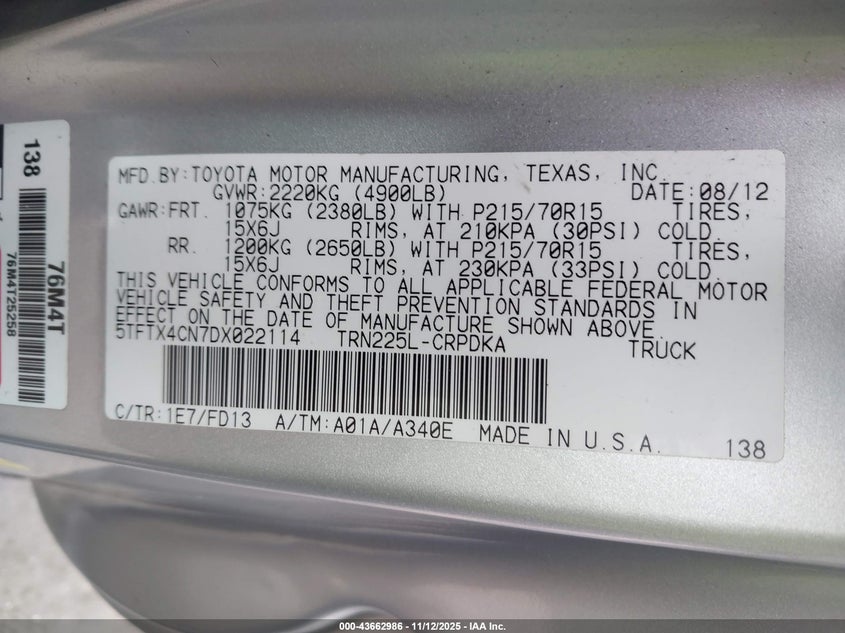 MFD.BY:TOYOTA MOTOR MANUFACTURING, TEXAS, INC.
GVWR:2220KG (4900LB) DATE:08/12
GAWR:FRT. 1075KG (2380LB) WITH P215/70R15 TIRES,
15X6J RIMS, AT 210KPA (30PSI) COLD
RR. 1200KG (2650LB) WITH P215/70R15 TIRES,
15X6J RIMS, AT 230KPA (33PSI) COLD.
THIS VEHICLE CONFORMS TO ALL APPLICABLE FEDERAL MOTOR
VEHICLE SAFETY AND THEFT PREVENTION STANDARDS IN
EFFECT ON THE DATE OF MANUFACTURE SHOWN ABOVE.
5TFTX4CN7DX022114 TRN225L-CRPDKA TRUCK
C/TR:1E7/FD13 A/TM:A01A/A340E MADE IN U.S.A.
138
138
76M4T
76M4T25258
000-43662986 - 11/12/2025 - IAA Inc.